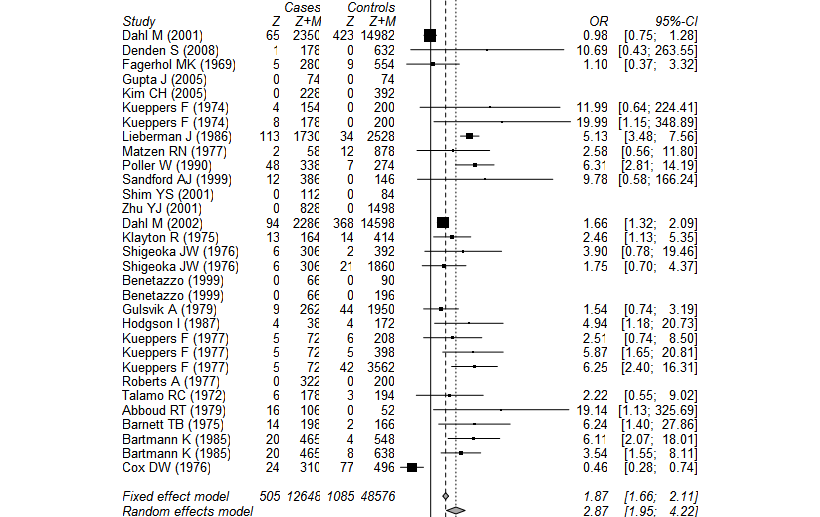 Cases Controls
Study Z Z+M Z Z+M OR 95%-CI
Dahl M (2001) 65 2350 423 14982 0.98 [0.75; 1.28]
Denden S (2008) 1 178 0 632 10.69 [0.43; 263.55]
Fagerhol MK (1969) 5 280 9 554 1.10 [0.37; 3.32]
Gupta J (2005) 0 74 0 74
Kim CH (2005) 0 228 0 392
Kueppers F (1974) 4 154 0 200 11.99 [0.64; 224.41]
Kueppers F (1974) 8 178 0 200 19.99 [1.15; 348.89]
Lieberman J (1986) 113 1730 34 2528 5.13 [3.48; 7.56]
Matzen RN (1977) 2 58 12 878 2.58 [0.56; 11.80]
Poller W (1990) 48 338 7 274 6.31 [2.81; 14.19]
Sandford AJ (1999) 12 386 0 146 9.78 [0.58; 166.24]
Shim YS (2001) 0 112 0 84
Zhu YJ (2001) 0 828 0 1498
Dahl M (2002) 94 2286 368 14598 1.66 [1.32; 2.09]
Klayton R (1975) 13 164 14 414 2.46 [1.13; 5.35]
Shigeoka JW (1976) 6 306 2 392 3.90 [0.78; 19.46]
Shigeoka JW (1976) 6 306 21 1860 1.75 [0.70; 4.37]
Benetazzo (1999) 0 66 0 90
Benetazzo (1999) 0 66 0 196
Gulsvik A (1979) 9 262 44 1950 1.54 [0.74; 3.19]
Hodgson I (1987) 4 38 4 172 4.94 [1.18; 20.73]
Kueppers F (1977) 5 72 6 208 2.51 [0.74; 8.50]
Kueppers F (1977) 5 72 5 398 5.87 [1.65; 20.81]
Kueppers F (1977) 5 72 42 3562 6.25 [2.40; 16.31]
Roberts A (1977) 0 322 0 200
Talamo RC (1972) 6 178 3 194 2.22 [0.55; 9.02]
Abboud RT (1979) 16 106 0 52 19.14 [1.13; 325.69]
Barnett TB (1975) 14 198 2 166 6.24 [1.40; 27.86]
Bartmann K (1985) 20 465 4 548 6.11 [2.07; 18.01]
Bartmann K (1985) 20 465 8 638 3.54 [1.55; 8.11]
Cox DW (1976) 24 310 77 496 0.46 [0.28; 0.74]
Fixed effect model 505 12648 1085 48576 1.87 [1.66; 2.11]
Random effects model 2.87 [1.95; 4.22]